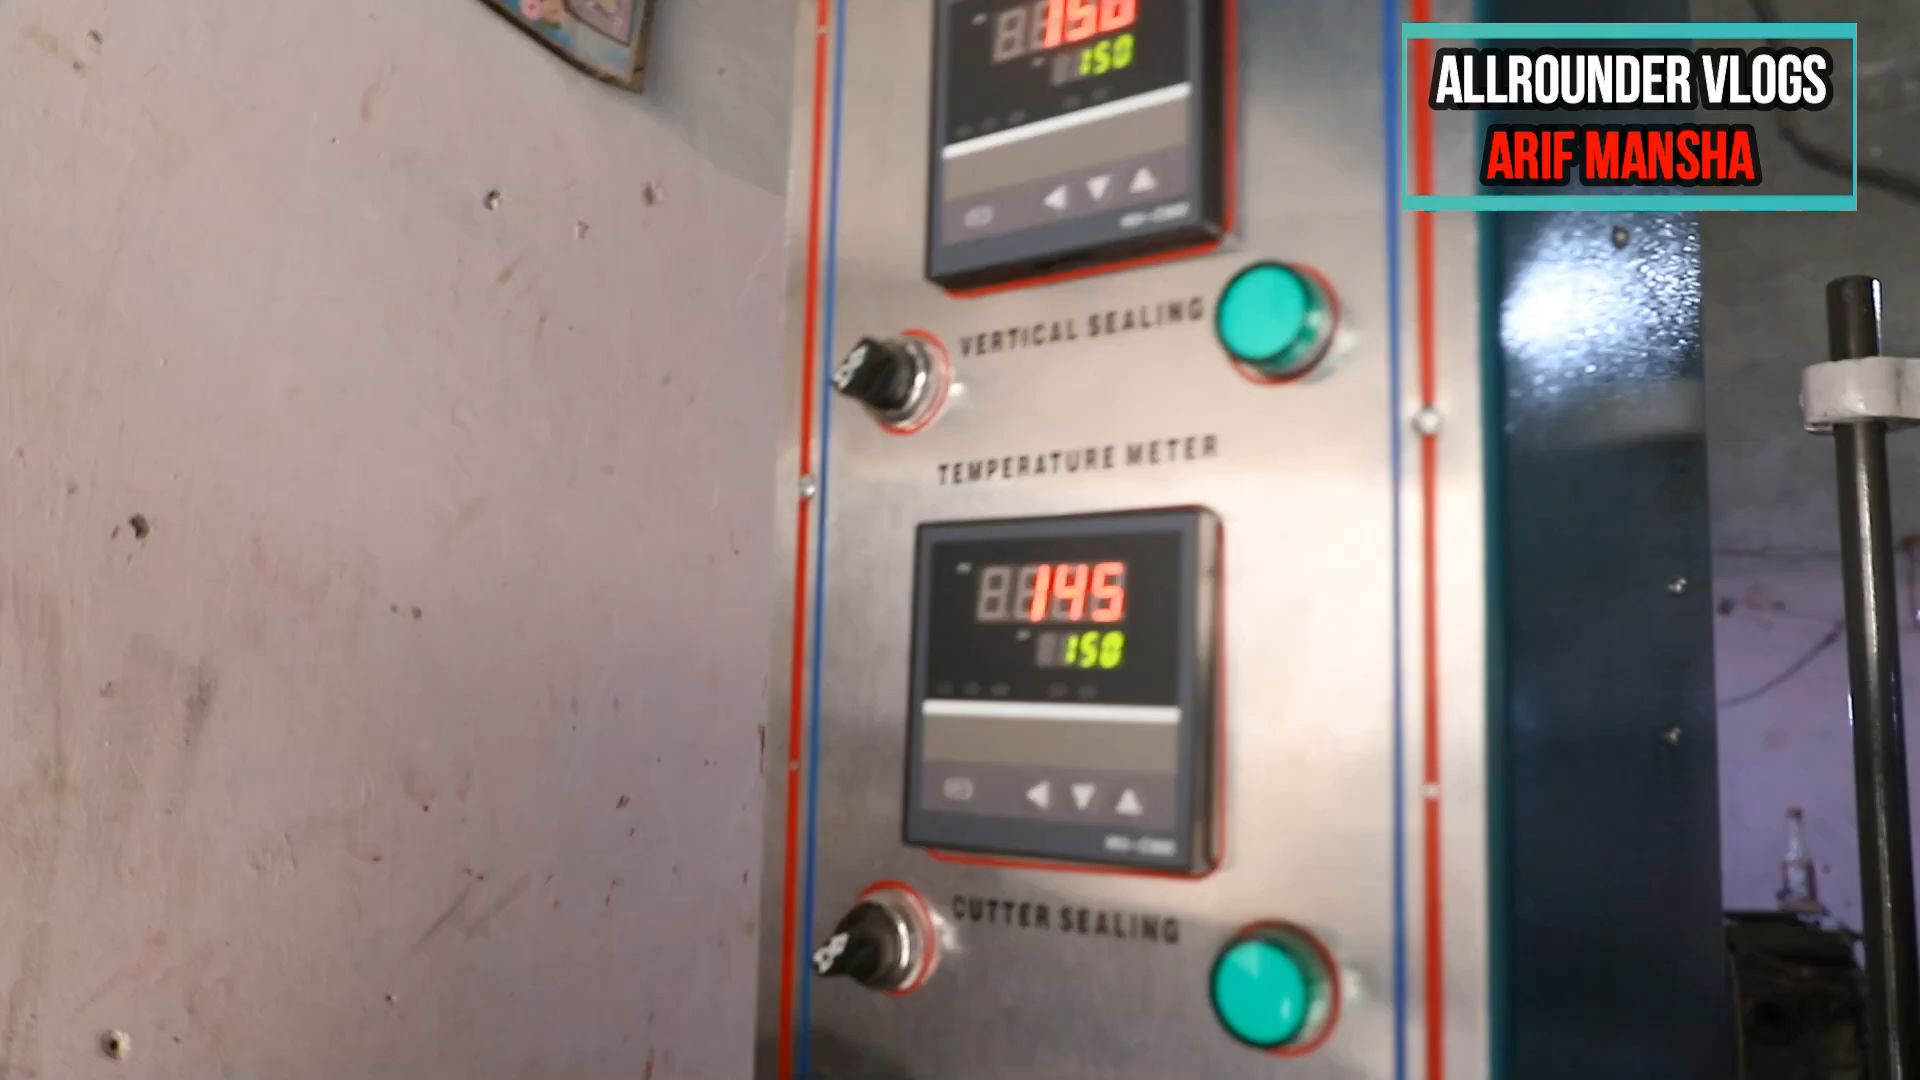 150
150
ALLROUNDER VLOGS
ARIF MANSHA
VERTICAL SEALING
TEMPERATURE METER
145
150
CUTTER SEALING